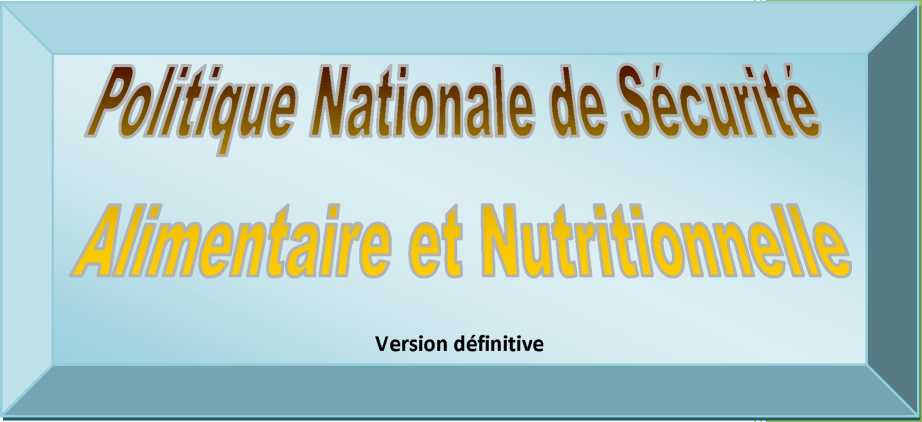 Politique Nationale de Sécurité
Alimentaire et Nutritionnelle
Version définitive